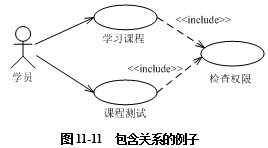 <<include>>
学习课程
学员
<<include>>
检查权限
课程测试
图11-11 包含关系的例子